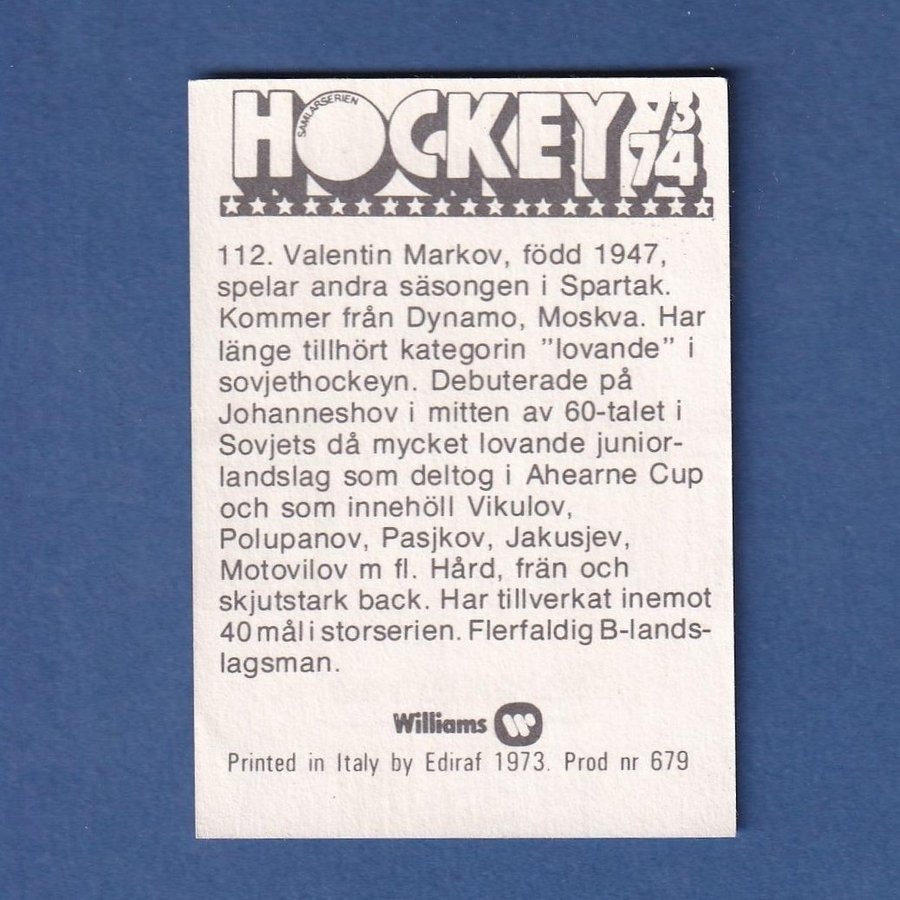 SAMLARSERIEN
HOCKEY 73
74
112. Valentin Markov, född 1947,
spelar andra säsongen i Spartak.
Kommer från Dynamo, Moskva. Har
länge tillhört kategorin ”lovande” i
sovjethockeyn. Debuterade på
Johanneshov i mitten av 60-talet i
Sovjets då mycket lovande junior-
landslag som deltog i Ahearne Cup
och som innehöll Vikulov,
Polupanov, Pasjkov, Jakusjev,
Motovilov m fl. Hård, frän och
skjutstark back. Har tillverkat inemot
40 mål i storserien. Flerfaldig B-lands-
lagsman.
Williams W
Printed in Italy by Ediraf 1973. Prod nr 679